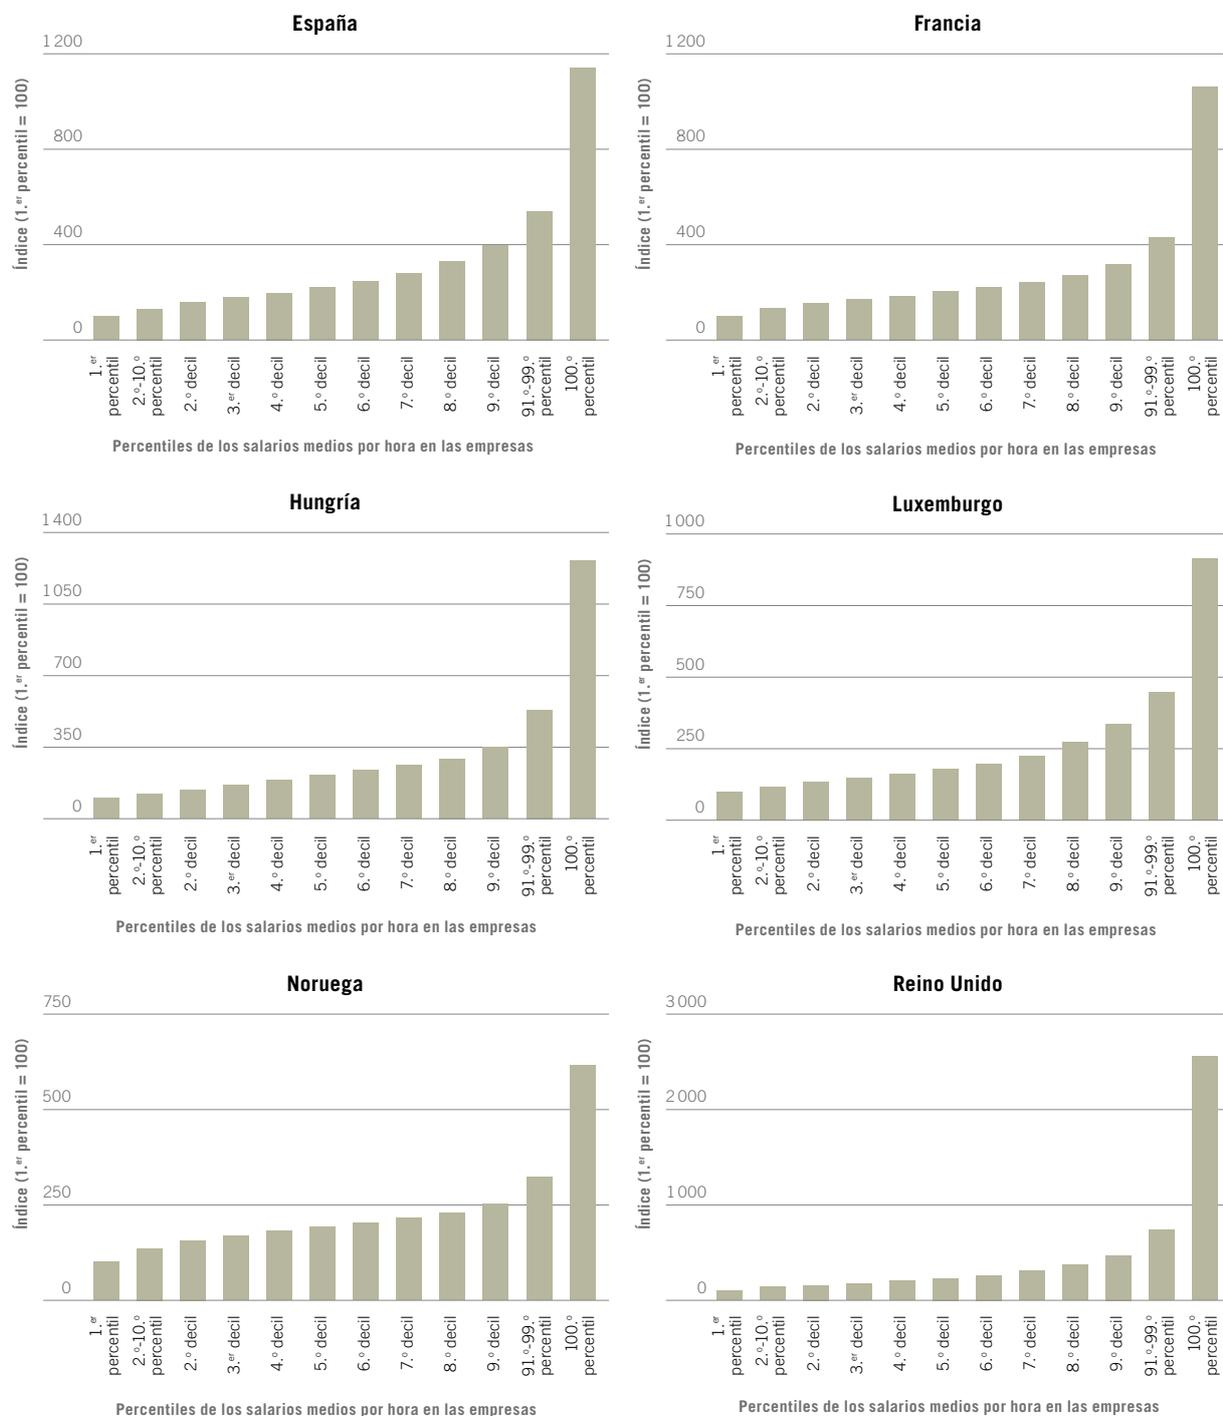 España
Índice (1.er percentil = 100)
1 200
800
400
0
1.er percentil
2.º-10.º percentil
2.º decil
3.er decil
4.º decil
5.º decil
6.º decil
7.º decil
8.º decil
9.º decil
91.º-99.º percentil
100.º percentil
Percentiles de los salarios medios por hora en las empresas
Francia
Índice (1.er percentil = 100)
1 200
800
400
0
1.er percentil
2.º-10.º percentil
2.º decil
3.er decil
4.º decil
5.º decil
6.º decil
7.º decil
8.º decil
9.º decil
91.º-99.º percentil
100.º percentil
Percentiles de los salarios medios por hora en las empresas
Hungría
Índice (1.er percentil = 100)
1 400
1 050
700
350
0
1.er percentil
2.º-10.º percentil
2.º decil
3.er decil
4.º decil
5.º decil
6.º decil
7.º decil
8.º decil
9.º decil
91.º-99.º percentil
100.º percentil
Percentiles de los salarios medios por hora en las empresas
Luxemburgo
Índice (1.er percentil = 100)
1 000
750
500
250
0
1.er percentil
2.º-10.º percentil
2.º decil
3.er decil
4.º decil
5.º decil
6.º decil
7.º decil
8.º decil
9.º decil
91.º-99.º percentil
100.º percentil
Percentiles de los salarios medios por hora en las empresas
Noruega
Índice (1.er percentil = 100)
750
500
250
0
1.er percentil
2.º-10.º percentil
2.º decil
3.er decil
4.º decil
5.º decil
6.º decil
7.º decil
8.º decil
9.º decil
91.º-99.º percentil
100.º percentil
Percentiles de los salarios medios por hora en las empresas
Reino Unido
Índice (1.er percentil = 100)
3 000
2 000
1 000
0
1.er percentil
2.º-10.º percentil
2.º decil
3.er decil
4.º decil
5.º decil
6.º decil
7.º decil
8.º decil
9.º decil
91.º-99.º percentil
100.º percentil
Percentiles de los salarios medios por hora en las empresas